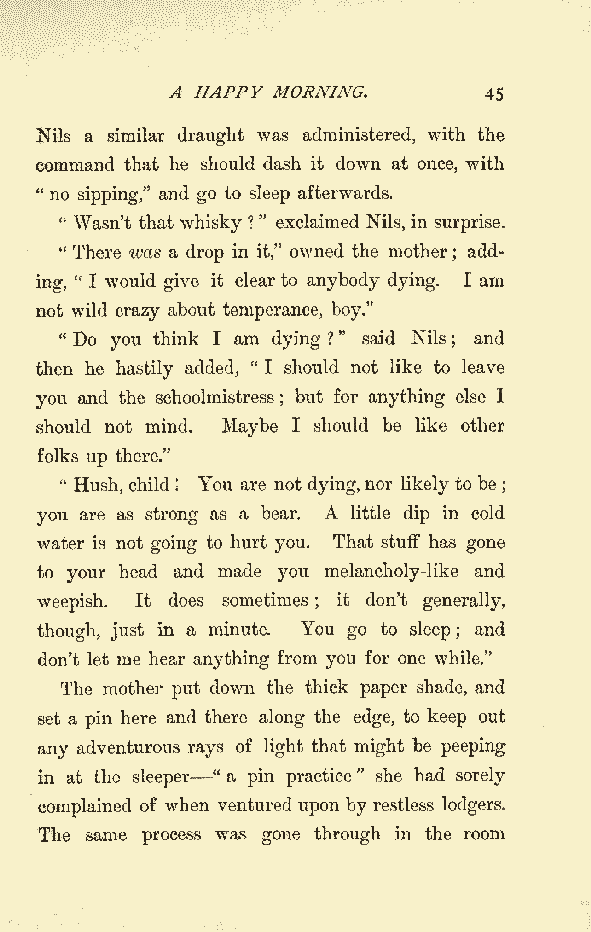 A HAPPY MORNING. 45
Nils a similar draught was administered, with the
command that he should dash it down at once, with
“ no sipping,” and go to sleep afterwards.
“ Wasn’t that whisky ? ” exclaimed Nils, in surprise.
“ There was a drop in it,” owned the mother ; add-
ing, “ I would give it clear to anybody dying. I am
not wild crazy about temperance, boy.”
“ Do you think I am dying ? ” said Nils ; and
then he hastily added, “ I should not like to leave
you and the schoolmistress ; but for anything else I
should not mind. Maybe I should be like other
folks up there.”
“ Hush, child ! You are not dying, nor likely to be ;
you are as strong as a bear. A little dip in cold
water is not going to hurt you. That stuff has gone
to your head and made you melancholy-like and
weepish. It does sometimes ; it don’t generally,
though, just in a minute. You go to sleep ; and
don’t let me hear anything from you for one while.”
The mother put down the thick paper shade, and
set a pin here and there along the edge, to keep out
any adventurous rays of light that might be peeping
in at the sleeper—“ a pin practice ” she had sorely
complained of when ventured upon by restless lodgers.
The same process was gone through in the room